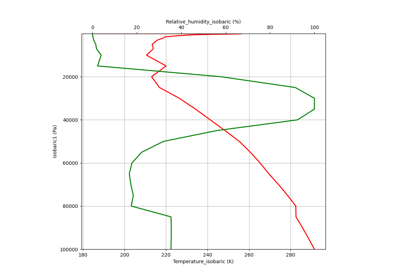 Relative_humidity_isobaric (%)
0 20 40 60 80 100
20000
40000
60000
80000
100000
isobaric1 (Pa)
180 200 220 240 260 280
Temperature_isobaric (K)